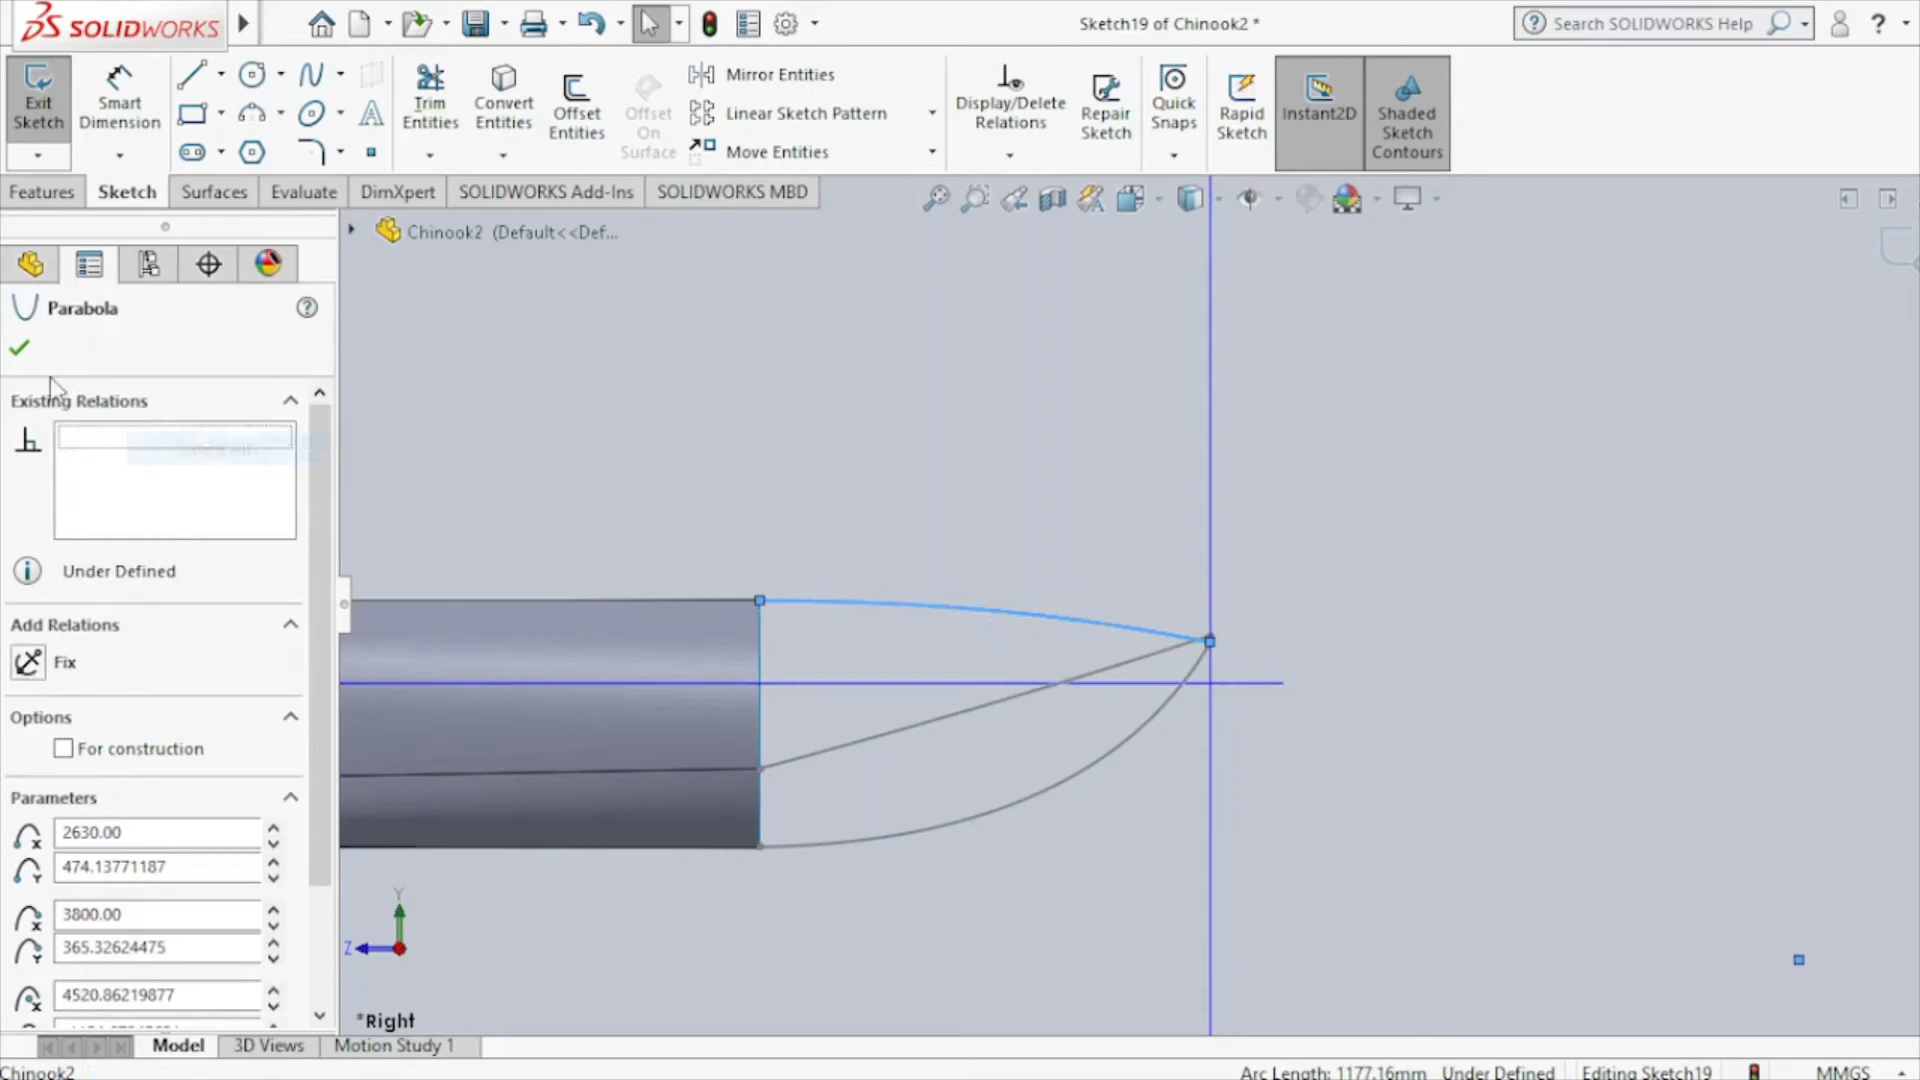 SOLIDWORKS
Sketch19 of Chinook2 *
Search SOLIDWORKS Help
Exit Sketch
Smart Dimension
Trim Entities
Convert Entities
Offset Entities
Offset On Surface
Mirror Entities
Linear Sketch Pattern
Move Entities
Display/Delete Relations
Repair Sketch
Quick Snaps
Rapid Sketch
Instant2D
Shaded Sketch Contours
Features
Sketch
Surfaces
Evaluate
DimXpert
SOLIDWORKS Add-Ins
SOLIDWORKS MBD
Chinook2 (Default<<Def...
Parabola
Existing Relations
Under Defined
Add Relations
Fix
Options
For construction
Parameters
2630.00
474.13771187
3800.00
365.32624475
4520.86219877
Y
Z
*Right
Model
3D Views
Motion Study 1
Chinook2
Arc Length: 1177.16mm
Under Defined
Editing Sketch19
MMGS